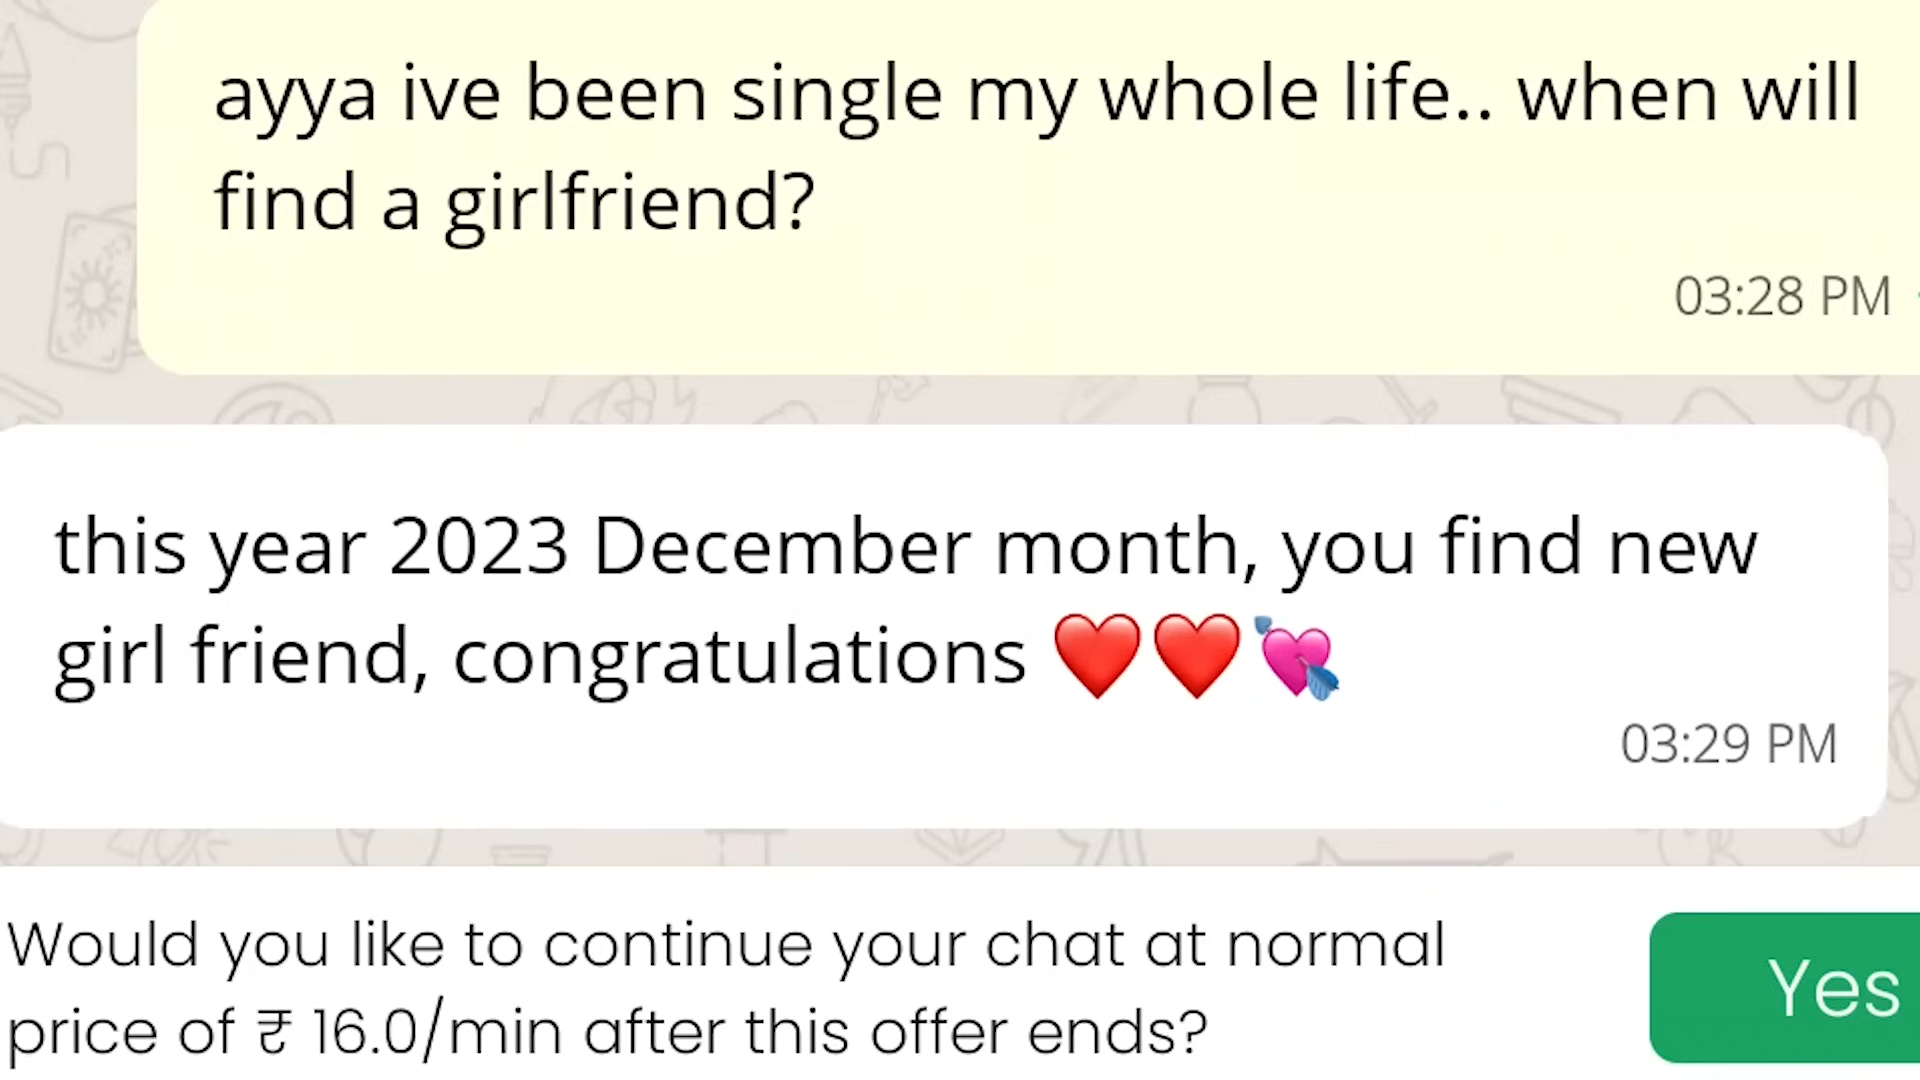 ayya ive been single my whole life.. when will
find a girlfriend?
03:28 PM
this year 2023 December month, you find new
girl friend, congratulations ❤️❤️💘
03:29 PM
Would you like to continue your chat at normal
price of ₹ 16.0/min after this offer ends?
Yes